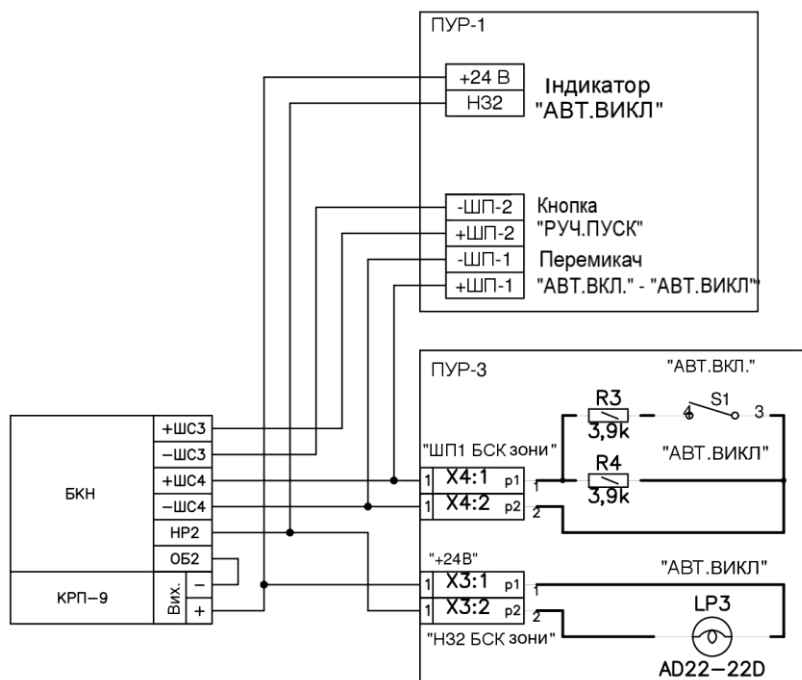 ПУР-1
+24 В
НЗ2
Індикатор
"АВТ.ВИКЛ"
-ШП-2
+ШП-2
-ШП-1
+ШП-1
Кнопка
"РУЧ.ПУСК"
Перемикач
"АВТ.ВКЛ." - "АВТ.ВИКЛ"
ПУР-3
"АВТ.ВКЛ."
R3
3,9k
4
S1
3
"ШП1 БСК зони"
"АВТ.ВИКЛ"
R4
3,9k
1 X4:1 p1 1
1 X4:2 p2 2
"+24В"
"АВТ.ВИКЛ"
1 X3:1 p1 1
1 X3:2 p2 2
"НЗ2 БСК зони"
LP3
AD22-22D
БКН
+ШС3
-ШС3
+ШС4
-ШС4
НР2
ОБ2
КРП-9
Вих.
-
+